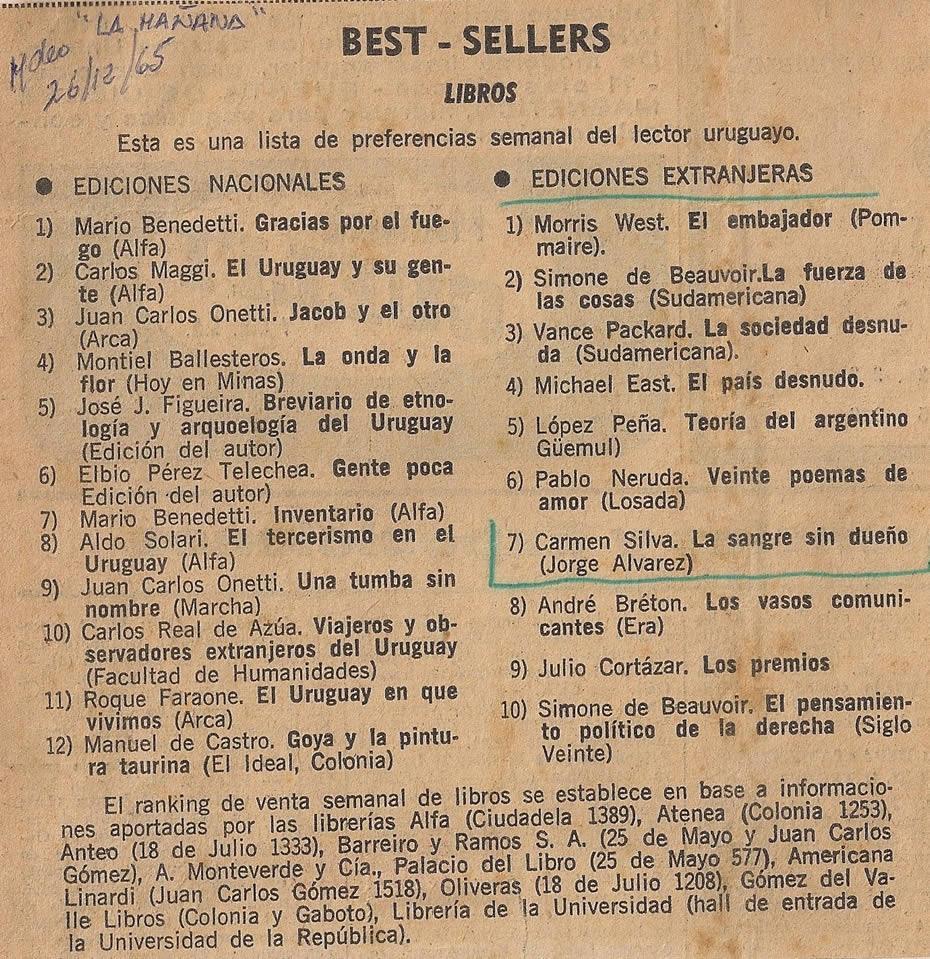 "LA MAÑANA"
Mdeo
26/12/65
BEST - SELLERS
LIBROS
Esta es una lista de preferencias semanal del lector uruguayo.
● EDICIONES NACIONALES
1) Mario Benedetti. Gracias por el fue-
go (Alfa)
2) Carlos Maggi. El Uruguay y su gen-
te (Alfa)
3) Juan Carlos Onetti. Jacob y el otro
(Arca)
4) Montiel Ballesteros. La onda y la
flor (Hoy en Minas)
5) José J. Figueira. Breviario de etno-
logía y arquoelogía del Uruguay
(Edición del autor)
6) Elbio Pérez Telechea. Gente poca
Edición del autor)
7) Mario Benedetti. Inventario (Alfa)
8) Aldo Solari. El tercerismo en el
Uruguay (Alfa)
9) Juan Carlos Onetti. Una tumba sin
nombre (Marcha)
10) Carlos Real de Azúa. Viajeros y ob-
servadores extranjeros del Uruguay
(Facultad de Humanidades)
11) Roque Faraone. El Uruguay en que
vivimos (Arca)
12) Manuel de Castro. Goya y la pintu-
ra taurina (El Ideal, Colonia)
● EDICIONES EXTRANJERAS
1) Morris West. El embajador (Pom-
maire).
2) Simone de Beauvoir.La fuerza de
las cosas (Sudamericana)
3) Vance Packard. La sociedad desnu-
da (Sudamericana).
4) Michael East. El país desnudo.
5) López Peña. Teoría del argentino
Güemul)
6) Pablo Neruda. Veinte poemas de
amor (Losada)
7) Carmen Silva. La sangre sin dueño
(Jorge Alvarez)
8) André Bréton. Los vasos comuni-
cantes (Era)
9) Julio Cortázar. Los premios
10) Simone de Beauvoir. El pensamien-
to político de la derecha (Siglo
Veinte)
El ranking de venta semanal de libros se establece en base a informacio-
nes aportadas por las librerías Alfa (Ciudadela 1389), Atenea (Colonia 1253),
Anteo (18 de Julio 1333), Barreiro y Ramos S. A. (25 de Mayo y Juan Carlos
Gómez), A. Monteverde y Cía., Palacio del Libro (25 de Mayo 577), Americana
Linardi (Juan Carlos Gómez 1518), Oliveras (18 de Julio 1208), Gómez del Va-
lle Libros (Colonia y Gaboto), Librería de la Universidad (hall de entrada de
la Universidad de la República).